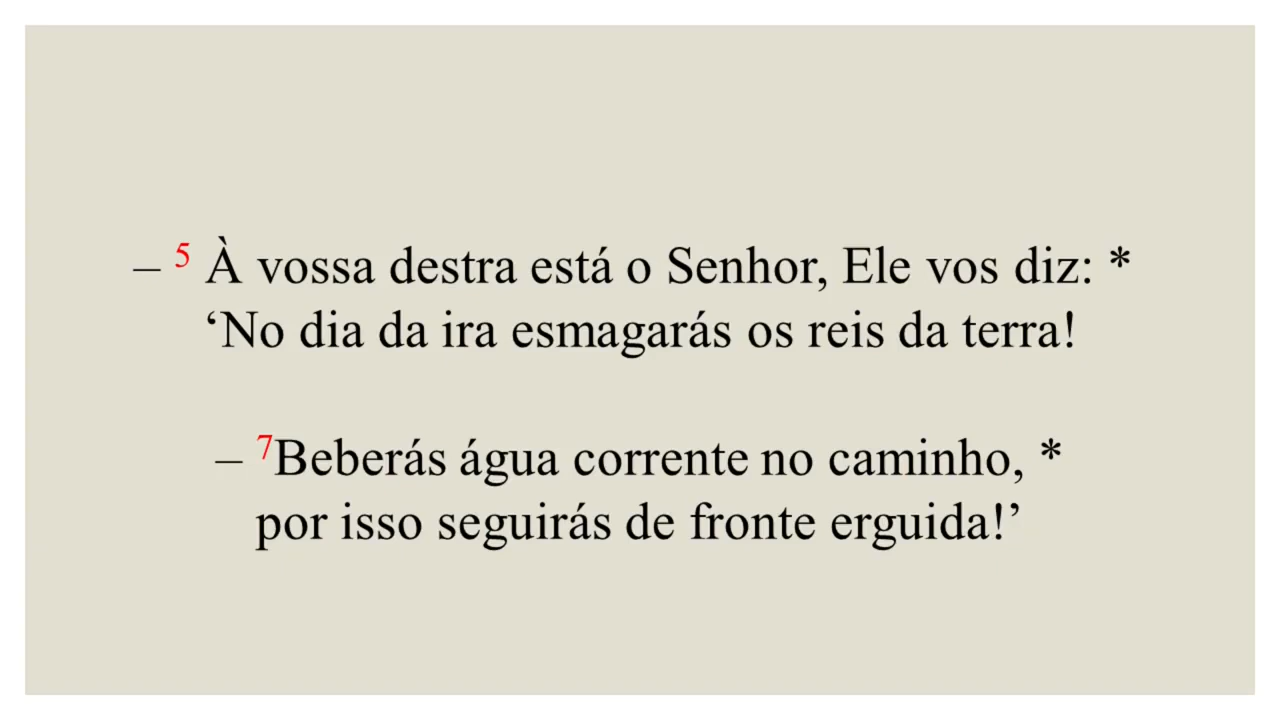 – 5 À vossa destra está o Senhor, Ele vos diz: *
‘No dia da ira esmagarás os reis da terra!
– 7Beberás água corrente no caminho, *
por isso seguirás de fronte erguida!’